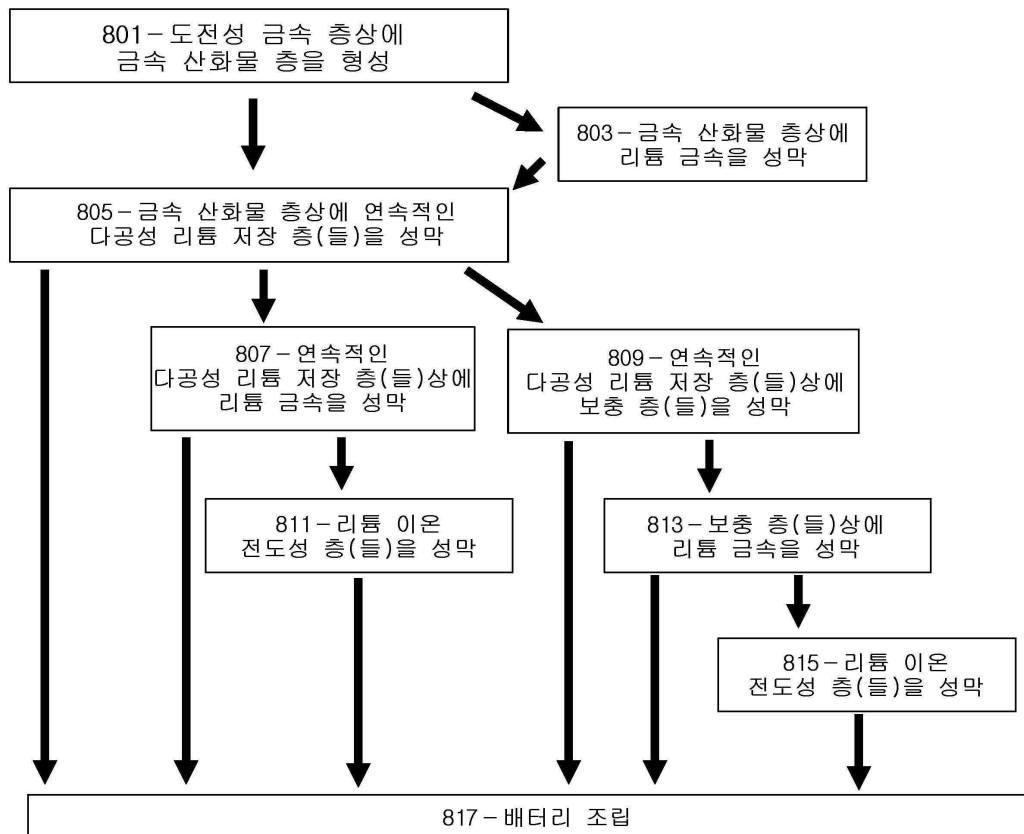 801-도전성 금속 층상에
금속 산화물 층을 형성
803-금속 산화물 층상에
리튬 금속을 성막
805-금속 산화물 층상에 연속적인
다공성 리튬 저장 층(들)을 성막
807-연속적인
다공성 리튬 저장 층(들)상에
리튬 금속을 성막
809-연속적인
다공성 리튬 저장 층(들)상에
보충 층(들)을 성막
811-리튬 이온
전도성 층(들)을 성막
813-보충 층(들)상에
리튬 금속을 성막
815-리튬 이온
전도성 층(들)을 성막
817-배터리 조립